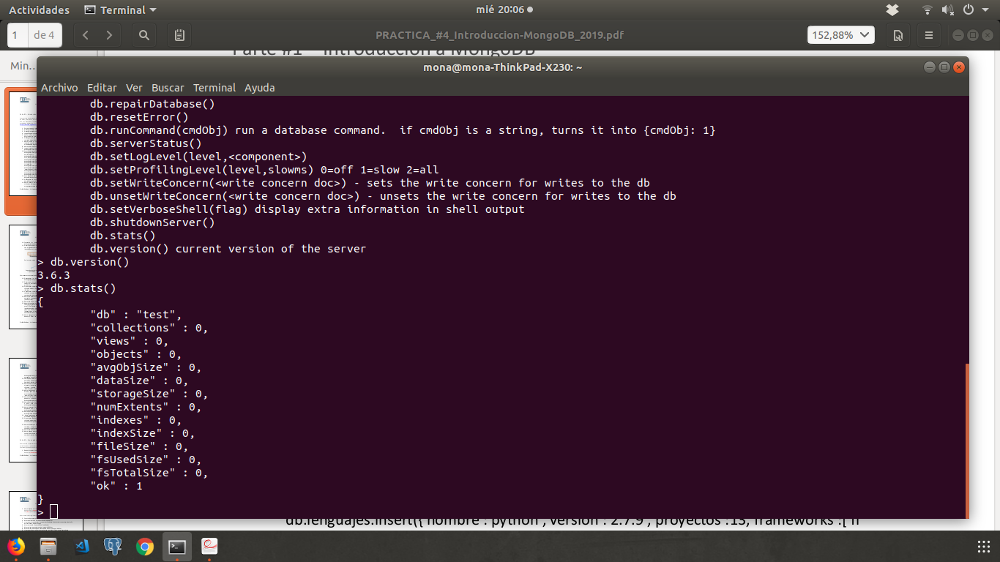 Actividades Terminal mié 20:06
1 de 4 PRACTICA_#4_Introduccion-MongoDB_2019.pdf 152,88%
Parte #1 – Introducción a MongoDB
Min...
mona@mona-ThinkPad-X230: ~
Archivo Editar Ver Buscar Terminal Ayuda
db.repairDatabase()
db.resetError()
db.runCommand(cmdObj) run a database command.  if cmdObj is a string, turns it into {cmdObj: 1}
db.serverStatus()
db.setLogLevel(level,<component>)
db.setProfilingLevel(level,slowms) 0=off 1=slow 2=all
db.setWriteConcern(<write concern doc>) - sets the write concern for writes to the db
db.unsetWriteConcern(<write concern doc>) - unsets the write concern for writes to the db
db.setVerboseShell(flag) display extra information in shell output
db.shutdownServer()
db.stats()
db.version() current version of the server
> db.version()
3.6.3
> db.stats()
{
"db" : "test",
"collections" : 0,
"views" : 0,
"objects" : 0,
"avgObjSize" : 0,
"dataSize" : 0,
"storageSize" : 0,
"numExtents" : 0,
"indexes" : 0,
"indexSize" : 0,
"fileSize" : 0,
"fsUsedSize" : 0,
"fsTotalSize" : 0,
"ok" : 1
}
>
db.lenguajes.insert({ nombre : python , version : 2.7.9 , proyectos :13, frameworks :[